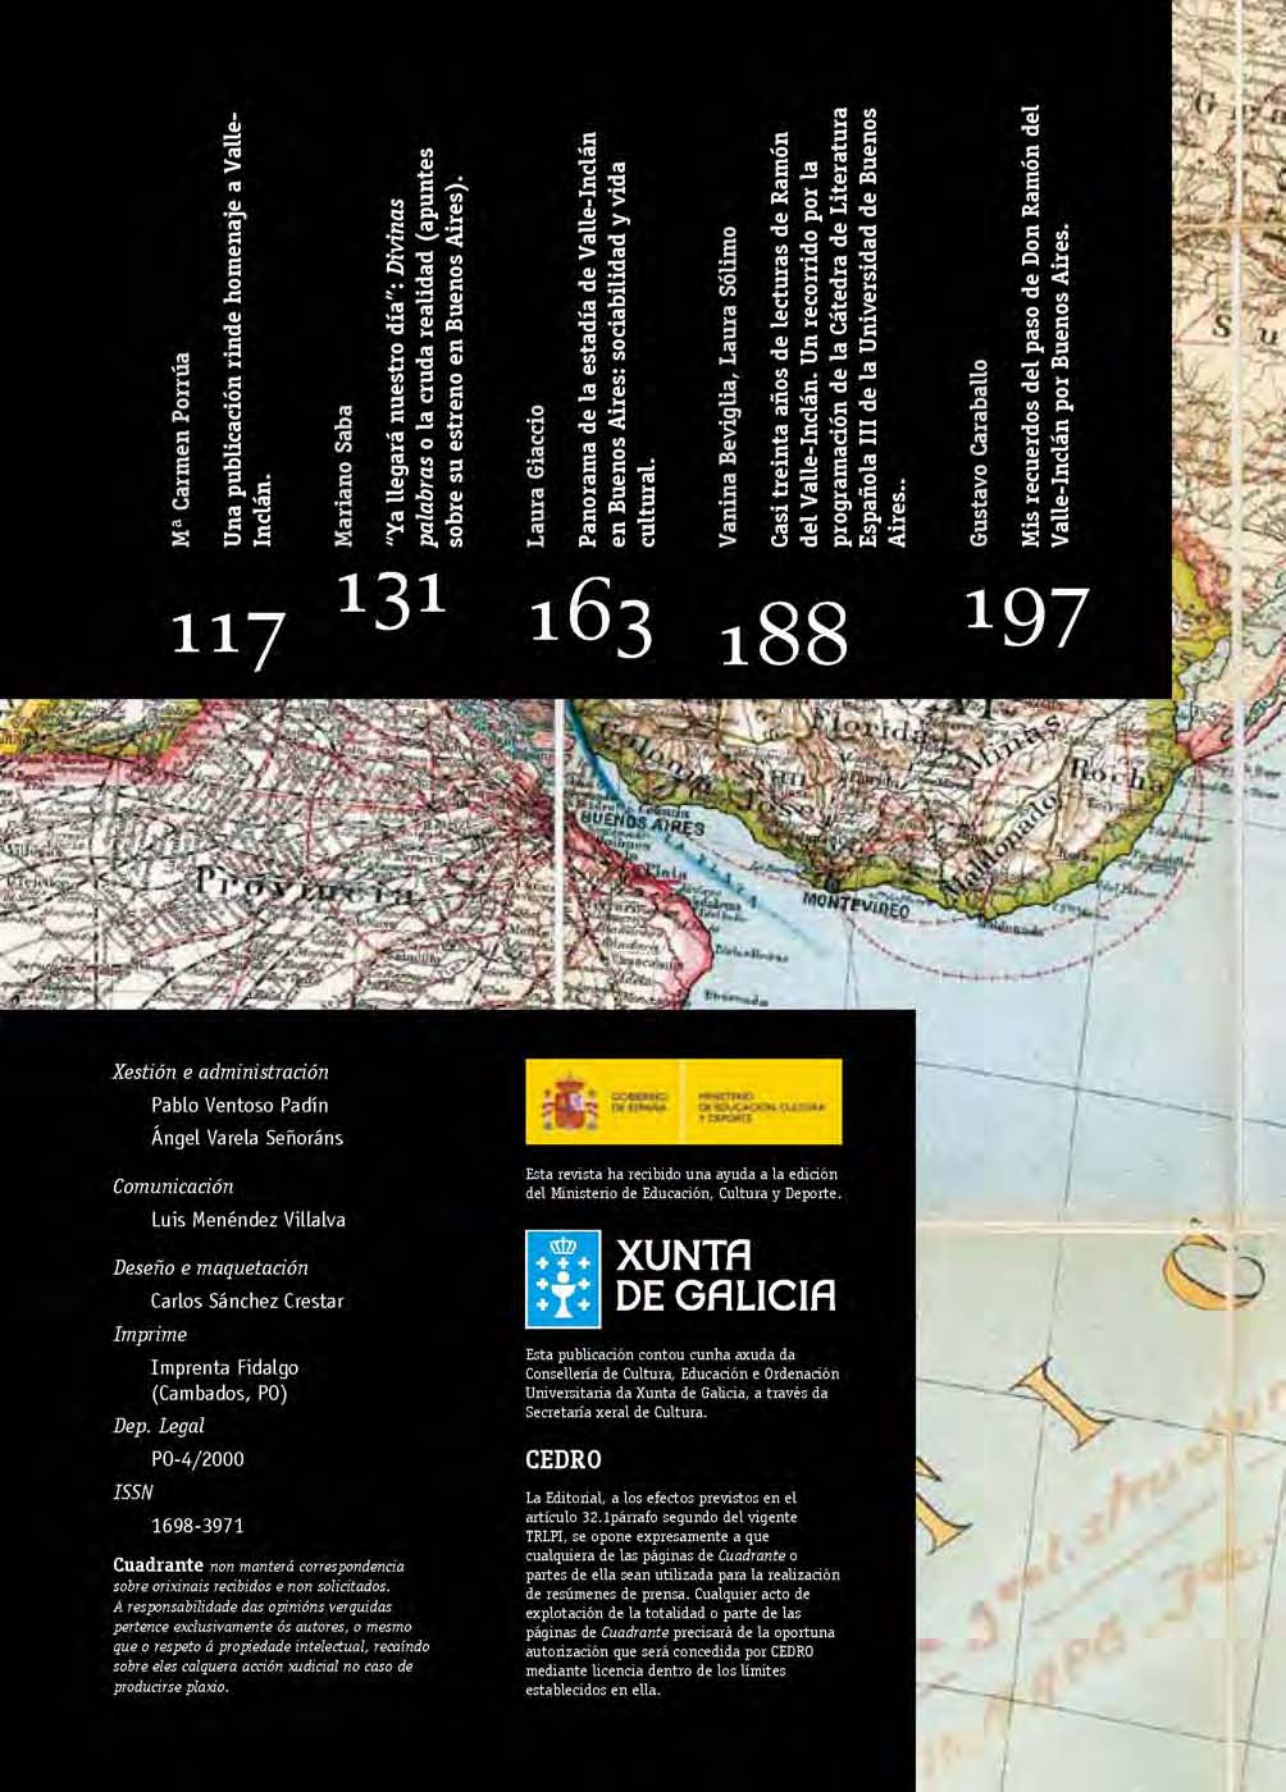 Mª Carmen Porrúa
Una publicación rinde homenaje a Valle-
Inclán.
117
Mariano Saba
"Ya llegará nuestro día": Divinas
palabras o la cruda realidad (apuntes
sobre su estreno en Buenos Aires).
131
Laura Giaccio
Panorama de la estadía de Valle-Inclán
en Buenos Aires: sociabilidad y vida
cultural.
163
Vanina Beviglia, Laura Sólimo
Casi treinta años de lecturas de Ramón
del Valle-Inclán. Un recorrido por la
programación de la Cátedra de Literatura
Española III de la Universidad de Buenos
Aires..
188
Gustavo Caraballo
Mis recuerdos del paso de Don Ramón del
Valle-Inclán por Buenos Aires.
197
Florida
Minas
Rocha
Colonia
San
Jose
Maldonado
BUENOS AIRES
MONTEVIDEO
Provincia
Xestión e administración
Pablo Ventoso Padín
Ángel Varela Señoráns
Comunicación
Luis Menéndez Villalva
Deseño e maquetación
Carlos Sánchez Crestar
Imprime
Imprenta Fidalgo
(Cambados, PO)
Dep. Legal
PO-4/2000
ISSN
1698-3971
Cuadrante non manterá correspondencia
sobre orixinais recibidos e non solicitados.
A responsabilidade das opinións verquidas
pertence exclusivamente ós autores, o mesmo
que o respeto á propiedade intelectual, recaíndo
sobre eles calquera acción xudicial no caso de
producirse plaxio.
GOBIERNO
DE ESPAÑA
MINISTERIO
DE EDUCACIÓN, CULTURA
Y DEPORTE
Esta revista ha recibido una ayuda a la edición
del Ministerio de Educación, Cultura y Deporte.
XUNTA
DE GALICIA
Esta publicación contou cunha axuda da
Consellería de Cultura, Educación e Ordenación
Universitaria da Xunta de Galicia, a través da
Secretaría xeral de Cultura.
CEDRO
La Editorial, a los efectos previstos en el
artículo 32.1párrafo segundo del vigente
TRLPI, se opone expresamente a que
cualquiera de las páginas de Cuadrante o
partes de ella sean utilizada para la realización
de resúmenes de prensa. Cualquier acto de
explotación de la totalidad o parte de las
páginas de Cuadrante precisará de la oportuna
autorización que será concedida por CEDRO
mediante licencia dentro de los límites
establecidos en ella.